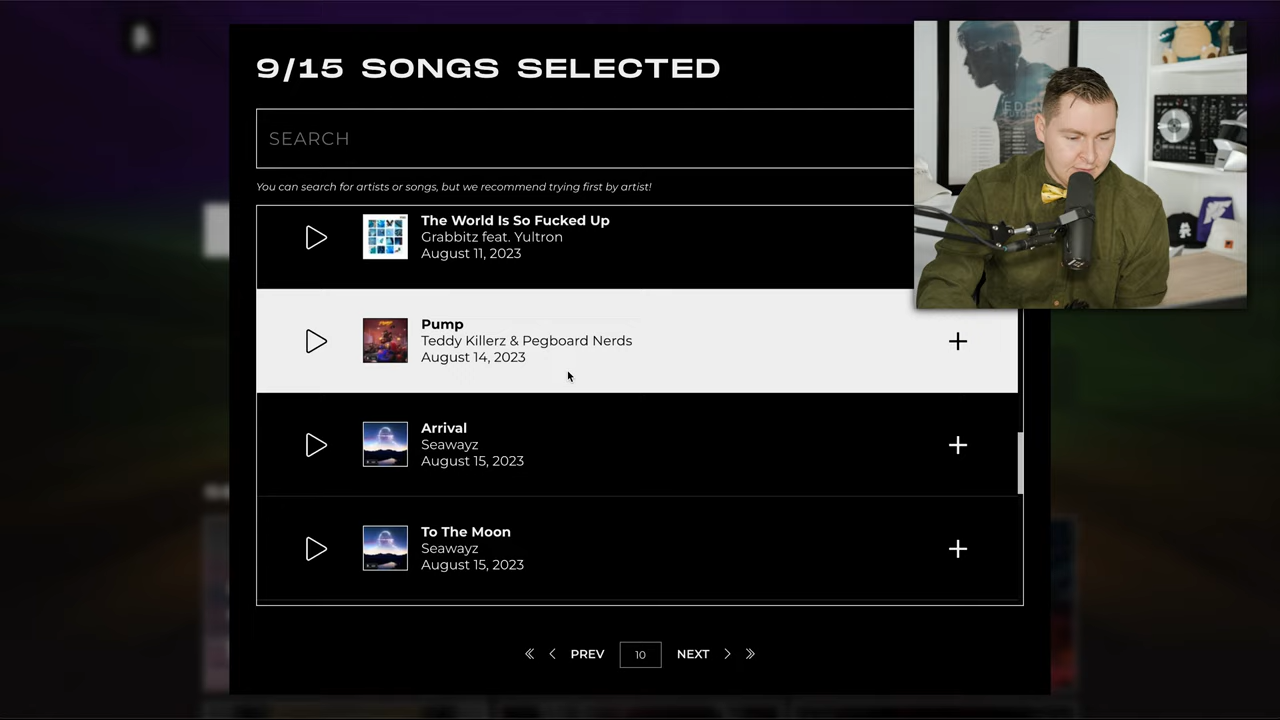 9/15 SONGS SELECTED
SEARCH
You can search for artists or songs, but we recommend trying first by artist!
The World Is So Fucked Up
Grabbitz feat. Yultron
August 11, 2023
Pump
Teddy Killerz & Pegboard Nerds
August 14, 2023
Arrival
Seawayz
August 15, 2023
To The Moon
Seawayz
August 15, 2023
PREV
10
NEXT
EDEN